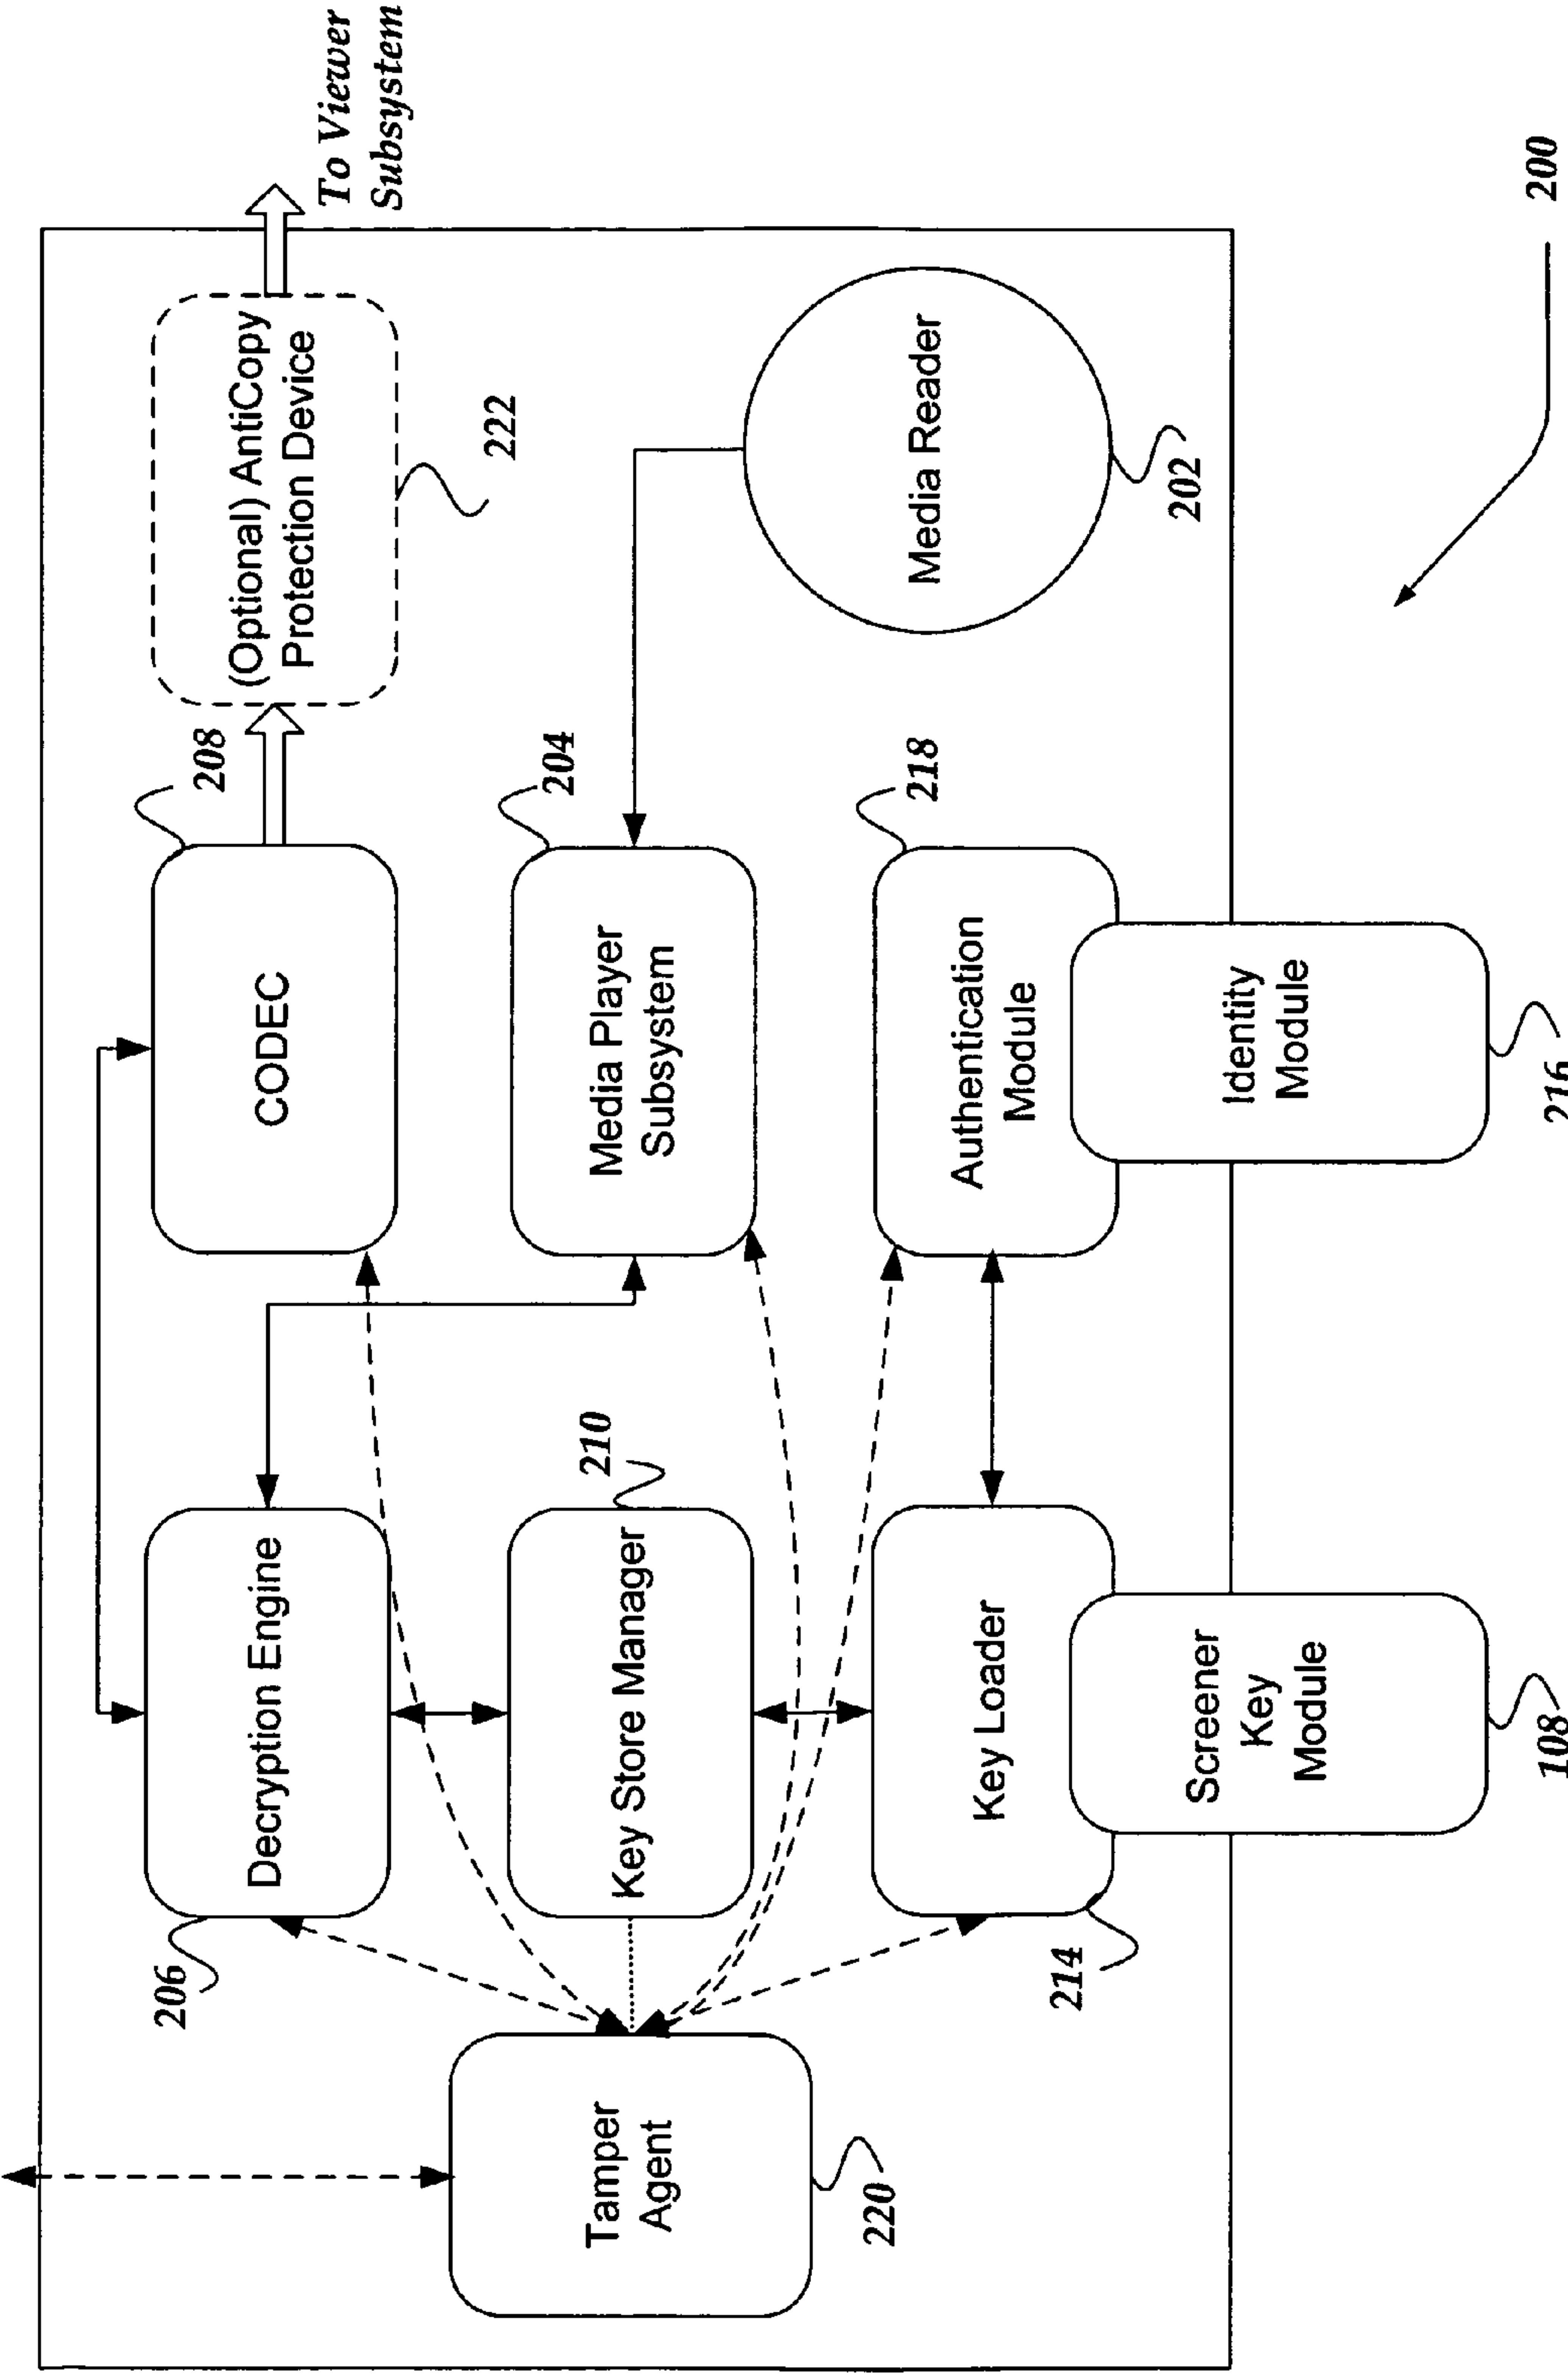 206
Decryption Engine
CODEC
208
(Optional) AntiCopy
Protection Device
222
To Viewer
Subsystem
Tamper
Agent
220
Key Store Manager
210
Media Player
Subsystem
204
Media Reader
202
214
Key Loader
Authentication
Module
218
Screener
Key
Module
108
Identity
Module
216
200